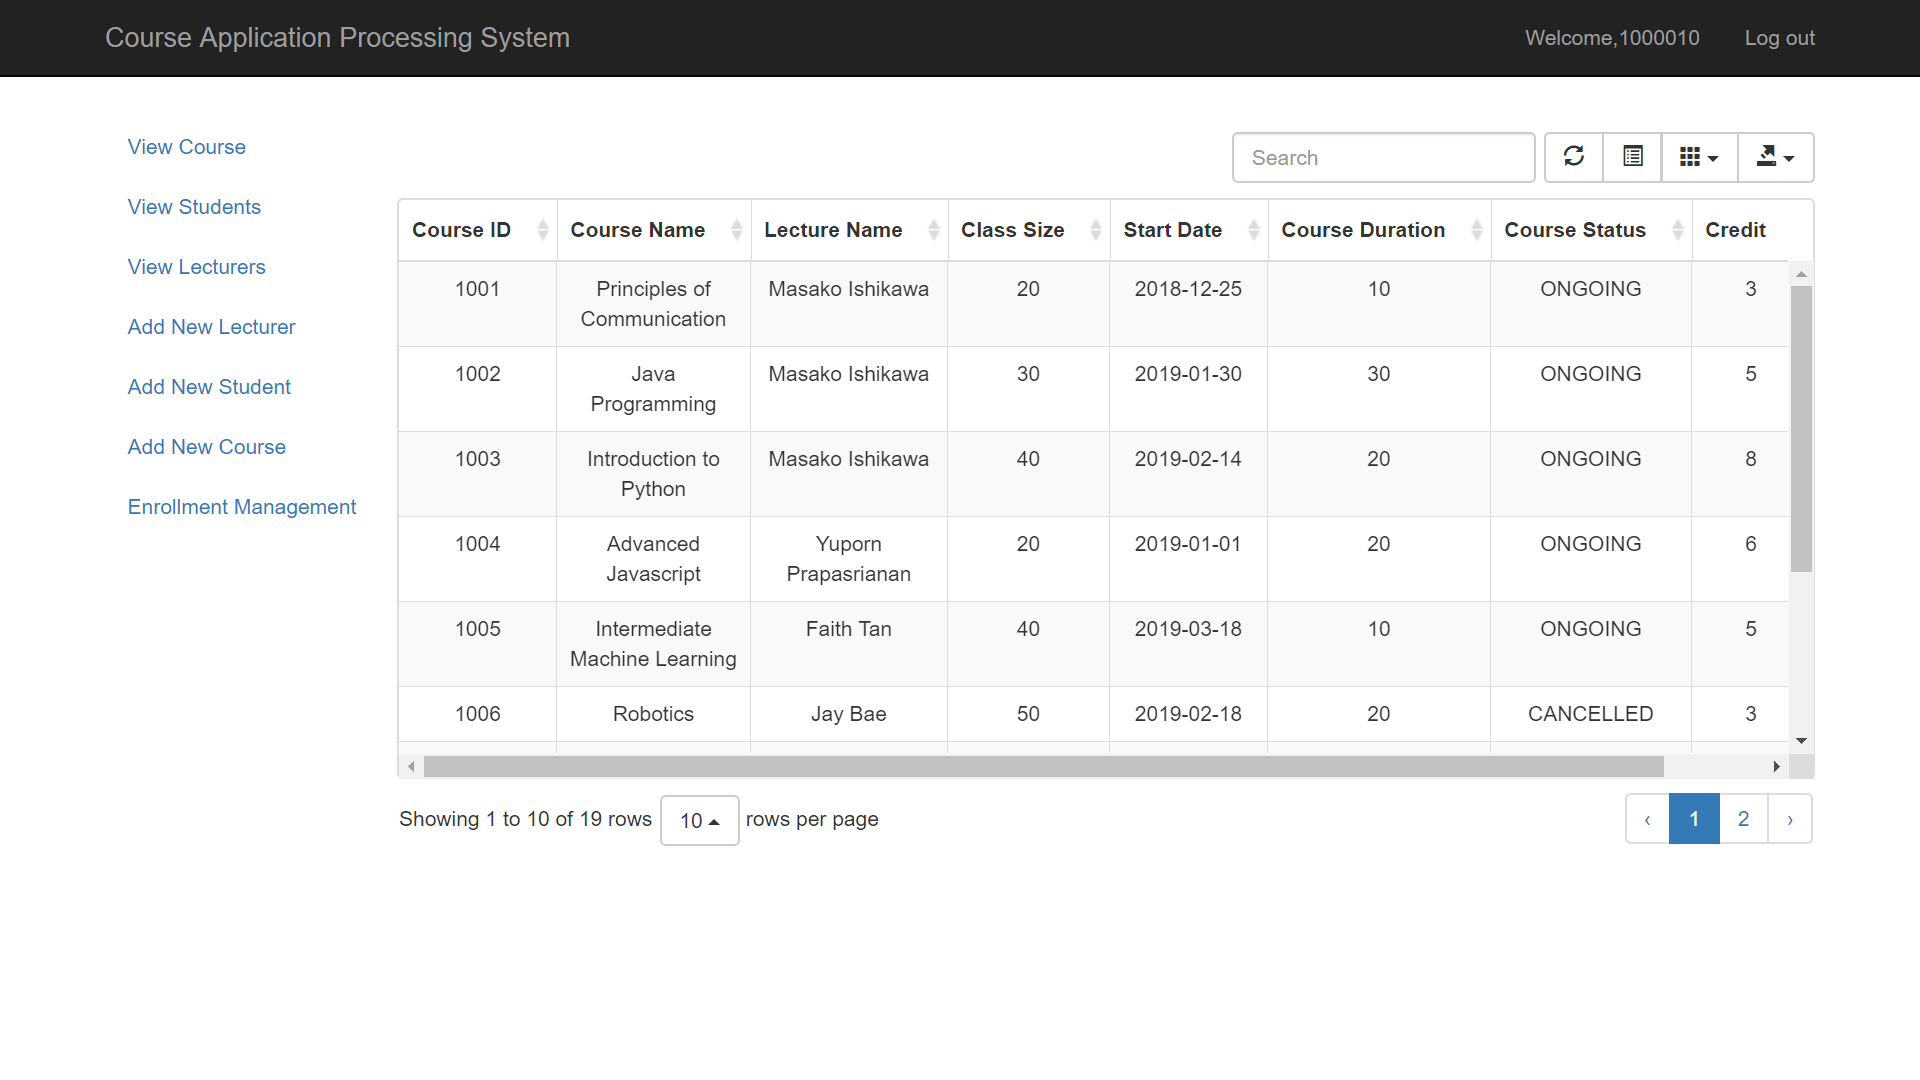 Course Application Processing System
Welcome,1000010 Log out
View Course
View Students
View Lecturers
Add New Lecturer
Add New Student
Add New Course
Enrollment Management
Search
Course ID Course Name Lecture Name Class Size Start Date Course Duration Course Status Credit
1001 Principles of Masako Ishikawa 20 2018-12-25 10 ONGOING 3
Communication
1002 Java Masako Ishikawa 30 2019-01-30 30 ONGOING 5
Programming
1003 Introduction to Masako Ishikawa 40 2019-02-14 20 ONGOING 8
Python
1004 Advanced Yuporn 20 2019-01-01 20 ONGOING 6
Javascript Prapasrianan
1005 Intermediate Faith Tan 40 2019-03-18 10 ONGOING 5
Machine Learning
1006 Robotics Jay Bae 50 2019-02-18 20 CANCELLED 3
Showing 1 to 10 of 19 rows 10 rows per page
‹ 1 2 ›